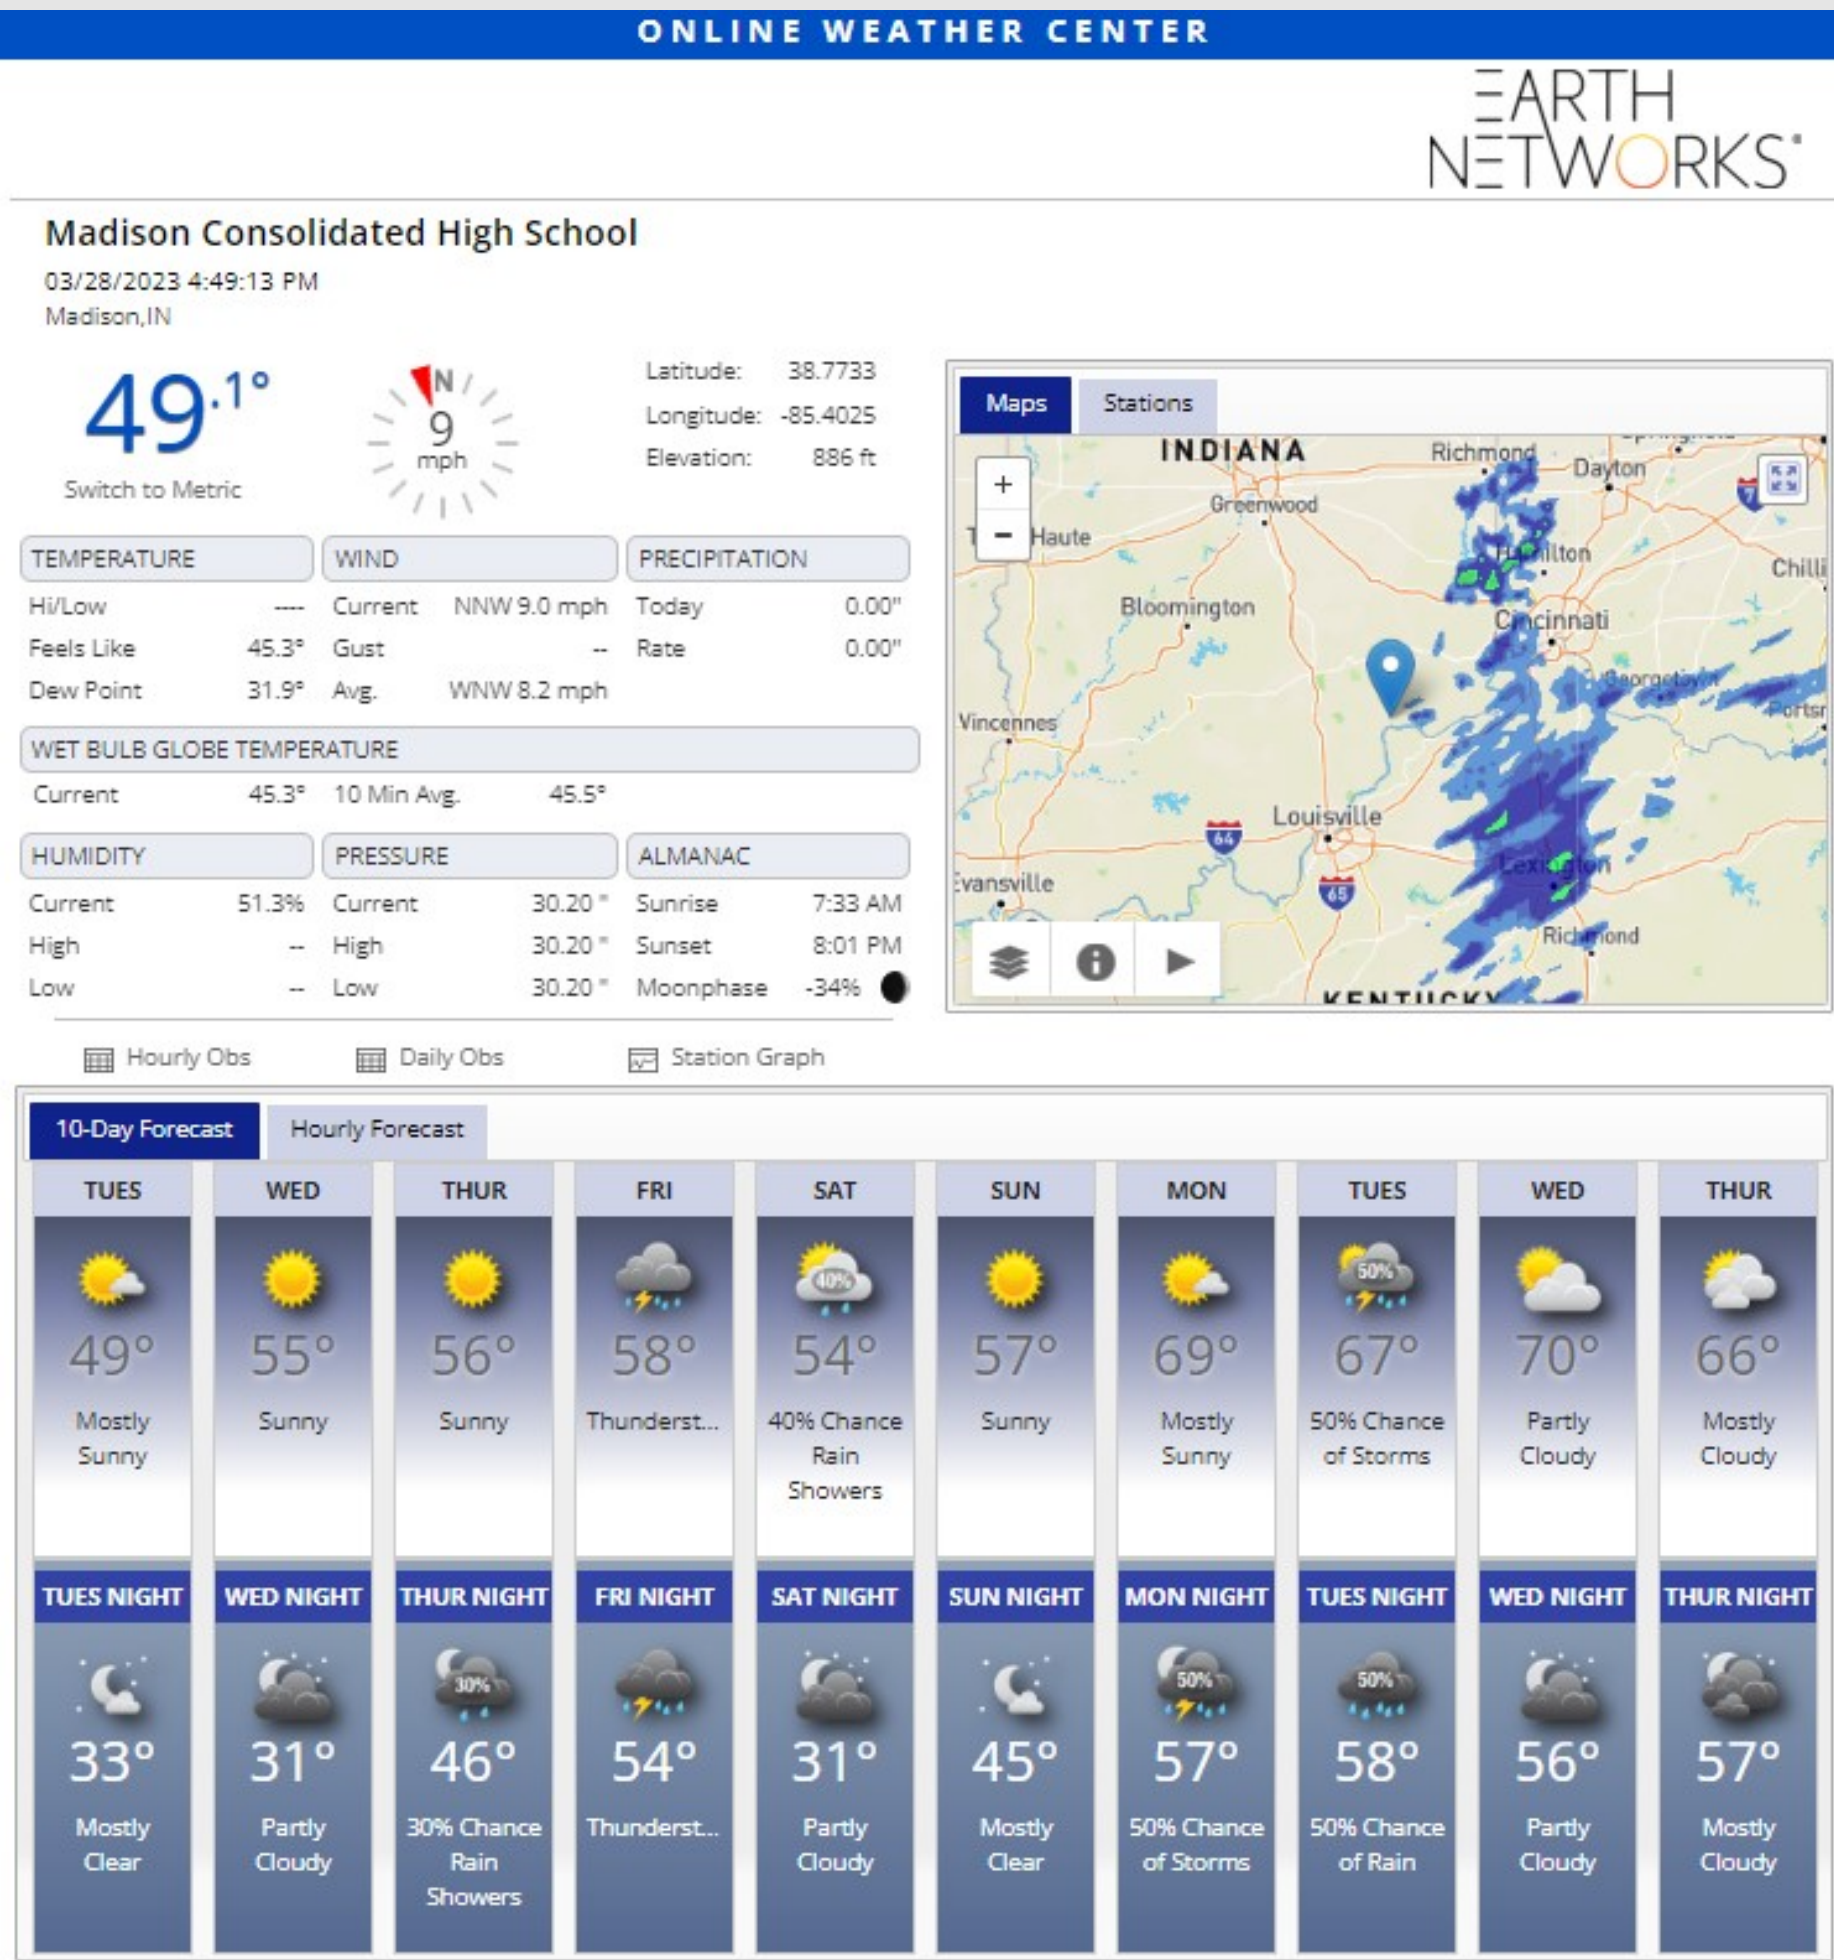 ONLINE WEATHER CENTER
EARTH
NETWORKS
Madison Consolidated High School
03/28/2023 4:49:13 PM
Madison,IN
49.1°
Switch to Metric
N
9
mph
Latitude: 38.7733
Longitude: -85.4025
Elevation: 886 ft
TEMPERATURE WIND PRECIPITATION
Hi/Low ---- Current NNW 9.0 mph Today 0.00"
Feels Like 45.3° Gust -- Rate 0.00"
Dew Point 31.9° Avg. WNW 8.2 mph
WET BULB GLOBE TEMPERATURE
Current 45.3° 10 Min Avg. 45.5°
HUMIDITY PRESSURE ALMANAC
Current 51.3% Current 30.20 " Sunrise 7:33 AM
High -- High 30.20 " Sunset 8:01 PM
Low -- Low 30.20 " Moonphase -34%
Hourly Obs Daily Obs Station Graph
Maps Stations
INDIANA
Richmond
Dayton
+
Greenwood
7
−
Haute
Hamilton
Chilli
Bloomington
Cincinnati
Georgetown
Vincennes
Portsr
Louisville
64
Lexington
Evansville
65
Richmond
KENTUCKY
10-Day Forecast Hourly Forecast
TUES WED THUR FRI SAT SUN MON TUES WED THUR
40% 50%
49° 55° 56° 58° 54° 57° 69° 67° 70° 66°
Mostly Sunny Sunny Thunderst... 40% Chance Sunny Mostly 50% Chance Partly Mostly
Sunny Rain Sunny of Storms Cloudy Cloudy
Showers
TUES NIGHT WED NIGHT THUR NIGHT FRI NIGHT SAT NIGHT SUN NIGHT MON NIGHT TUES NIGHT WED NIGHT THUR NIGHT
30% 50% 50%
33° 31° 46° 54° 31° 45° 57° 58° 56° 57°
Mostly Partly 30% Chance Thunderst... Partly Mostly 50% Chance 50% Chance Partly Mostly
Clear Cloudy Rain Cloudy Clear of Storms of Rain Cloudy Cloudy
Showers